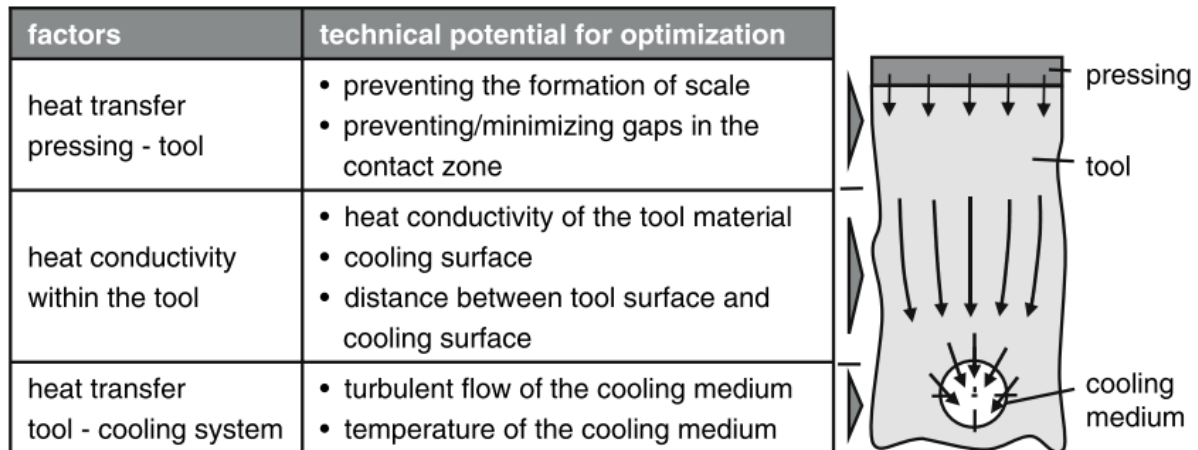 factors
technical potential for optimization
heat transfer
pressing - tool
• preventing the formation of scale
• preventing/minimizing gaps in the
contact zone
heat conductivity
within the tool
• heat conductivity of the tool material
• cooling surface
• distance between tool surface and
cooling surface
heat transfer
tool - cooling system
• turbulent flow of the cooling medium
• temperature of the cooling medium
pressing
tool
cooling
medium